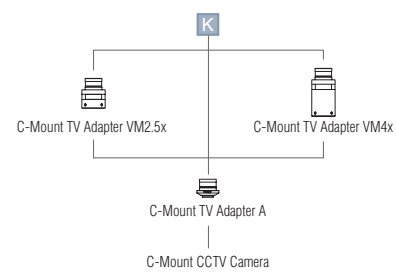 K
C-Mount TV Adapter VM2.5x
C-Mount TV Adapter VM4x
C-Mount TV Adapter A
C-Mount CCTV Camera